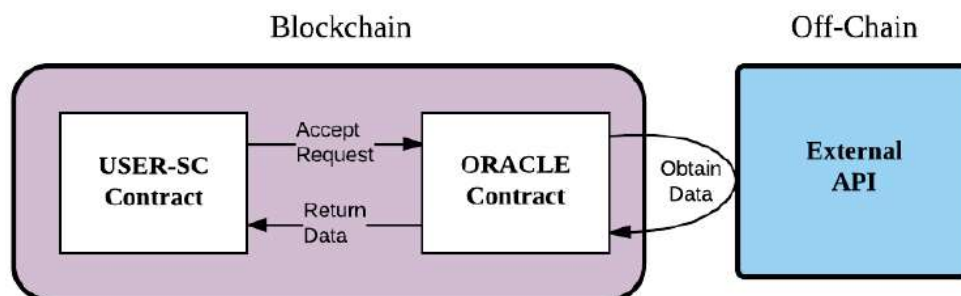 Blockchain
Off-Chain
USER-SC
Contract
Accept
Request
Return
Data
ORACLE
Contract
Obtain
Data
External
API